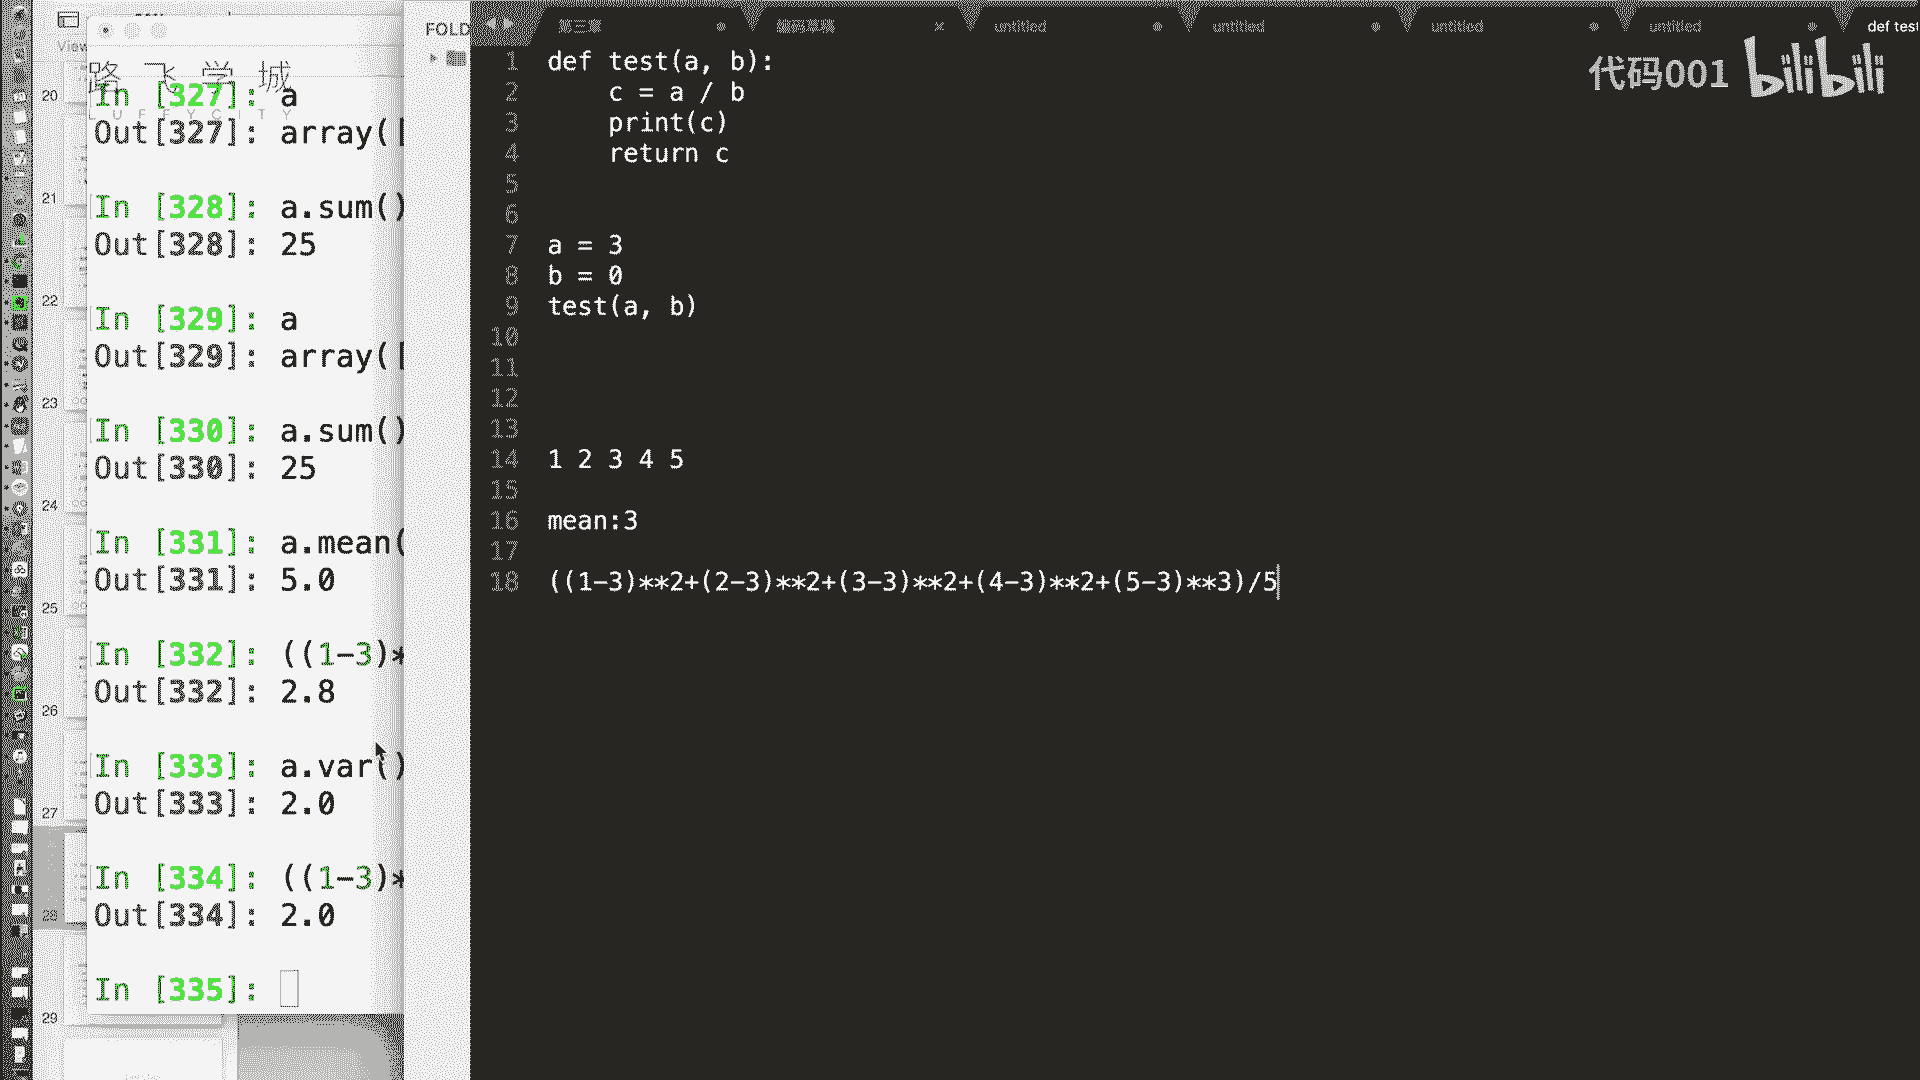 View
20
21
22
23
24
25
26
27
28
29
路飞学城
LUFFYCITY
In [327]: a
Out[327]: array([
In [328]: a.sum()
Out[328]: 25
In [329]: a
Out[329]: array([
In [330]: a.sum()
Out[330]: 25
In [331]: a.mean(
Out[331]: 5.0
In [332]: ((1-3)*
Out[332]: 2.8
In [333]: a.var()
Out[333]: 2.0
In [334]: ((1-3)*
Out[334]: 2.0
In [335]:
FOLD
第三章
编码草稿
untitled
untitled
untitled
untitled
def tes
代码001 bilibili
1 def test(a, b):
2 c = a / b
3 print(c)
4 return c
5
6
7 a = 3
8 b = 0
9 test(a, b)
10
11
12
13
14 1 2 3 4 5
15
16 mean:3
17
18 ((1-3)**2+(2-3)**2+(3-3)**2+(4-3)**2+(5-3)**3)/5